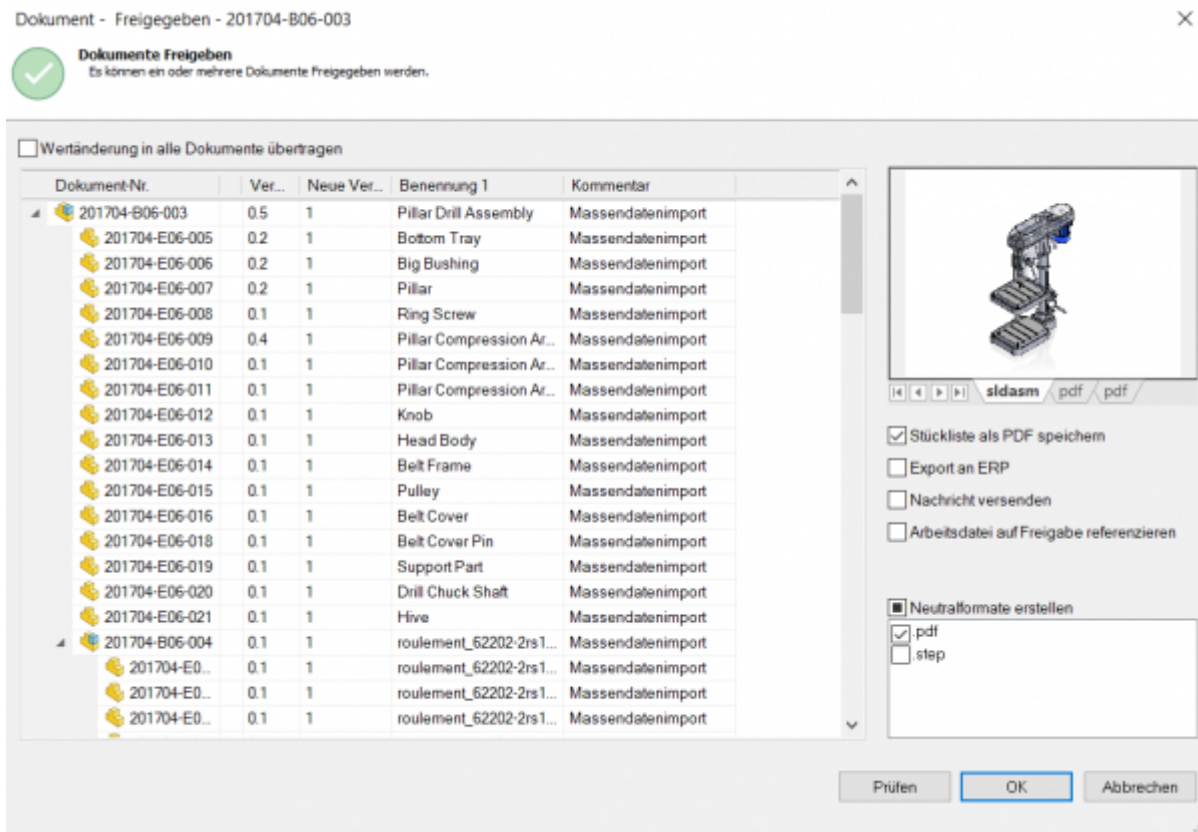 Dokument - Freigegeben - 201704-B06-003
Dokumente Freigeben
Es können ein oder mehrere Dokumente Freigegeben werden.
Wertänderung in alle Dokumente übertragen
Dokument-Nr. Ver... Neue Ver... Benennung 1 Kommentar
201704-B06-003 0.5 1 Pillar Drill Assembly Massendatenimport
201704-E06-005 0.2 1 Bottom Tray Massendatenimport
201704-E06-006 0.2 1 Big Bushing Massendatenimport
201704-E06-007 0.2 1 Pillar Massendatenimport
201704-E06-008 0.1 1 Ring Screw Massendatenimport
201704-E06-009 0.4 1 Pillar Compression Ar... Massendatenimport
201704-E06-010 0.1 1 Pillar Compression Ar... Massendatenimport
201704-E06-011 0.1 1 Pillar Compression Ar... Massendatenimport
201704-E06-012 0.1 1 Knob Massendatenimport
201704-E06-013 0.1 1 Head Body Massendatenimport
201704-E06-014 0.1 1 Belt Frame Massendatenimport
201704-E06-015 0.1 1 Pulley Massendatenimport
201704-E06-016 0.1 1 Belt Cover Massendatenimport
201704-E06-018 0.1 1 Belt Cover Pin Massendatenimport
201704-E06-019 0.1 1 Support Part Massendatenimport
201704-E06-020 0.1 1 Drill Chuck Shaft Massendatenimport
201704-E06-021 0.1 1 Hive Massendatenimport
201704-B06-004 0.1 1 roulement_62202-2rs1... Massendatenimport
201704-E0... 0.1 1 roulement_62202-2rs1... Massendatenimport
201704-E0... 0.1 1 roulement_62202-2rs1... Massendatenimport
201704-E0... 0.1 1 roulement_62202-2rs1... Massendatenimport
sldasm pdf pdf
Stückliste als PDF speichern
Export an ERP
Nachricht versenden
Arbeitsdatei auf Freigabe referenzieren
Neutralformate erstellen
.pdf
.step
Prüfen OK Abbrechen